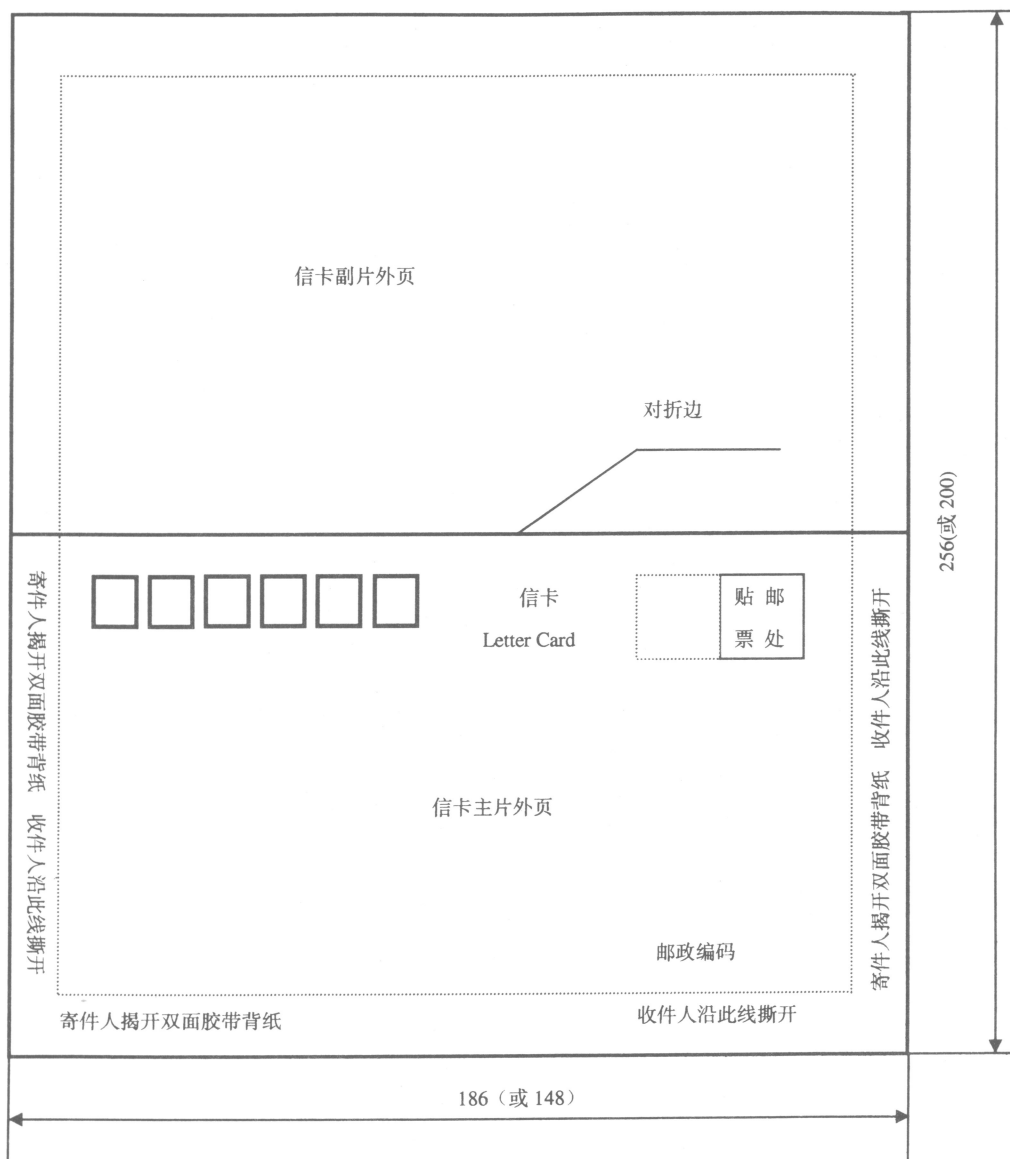 信卡副片外页
对折边
256(或 200)
信卡
Letter Card
贴 邮
票 处
寄件人揭开双面胶带背纸 收件人沿此线撕开
寄件人揭开双面胶带背纸 收件人沿此线撕开
信卡主片外页
邮政编码
寄件人揭开双面胶带背纸
收件人沿此线撕开
186（或 148）